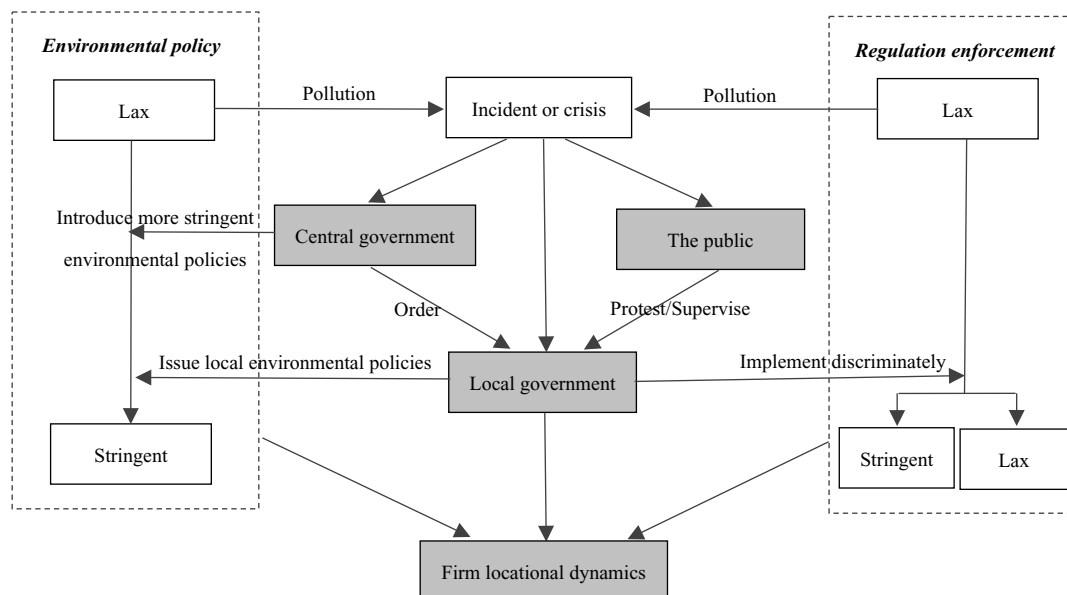 Environmental policy
Regulation enforcement
Lax
Pollution
Incident or crisis
Pollution
Lax
Introduce more stringent
environmental policies
Central government
The public
Order
Protest/Supervise
Issue local environmental policies
Local government
Implement discriminately
Stringent
Stringent
Lax
Firm locational dynamics